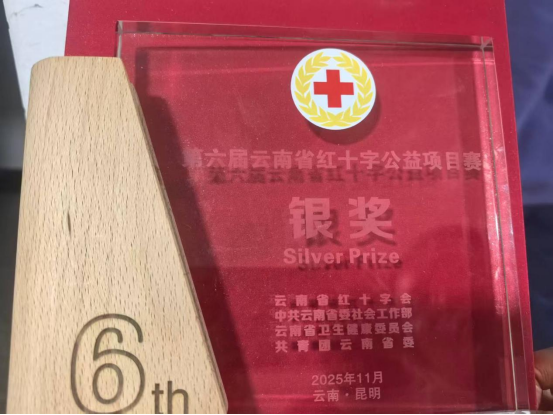 第六届云南省红十字公益项目赛
银奖
Silver Prize
云南省红十字会
中共云南省委社会工作部
云南省卫生健康委员会
共青团云南省委
2025年11月
云南·昆明
6th